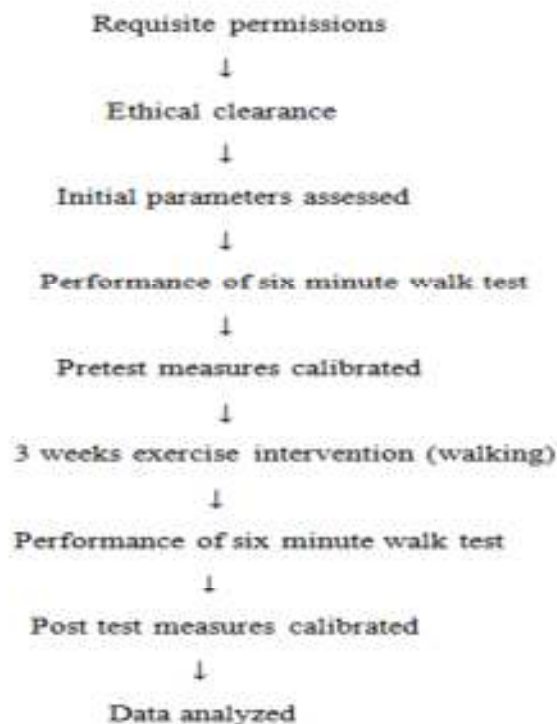 Requisite permissions
↓
Ethical clearance
↓
Initial parameters assessed
↓
Performance of six minute walk test
↓
Pretest measures calibrated
↓
3 weeks exercise intervention (walking)
↓
Performance of six minute walk test
↓
Post test measures calibrated
↓
Data analyzed